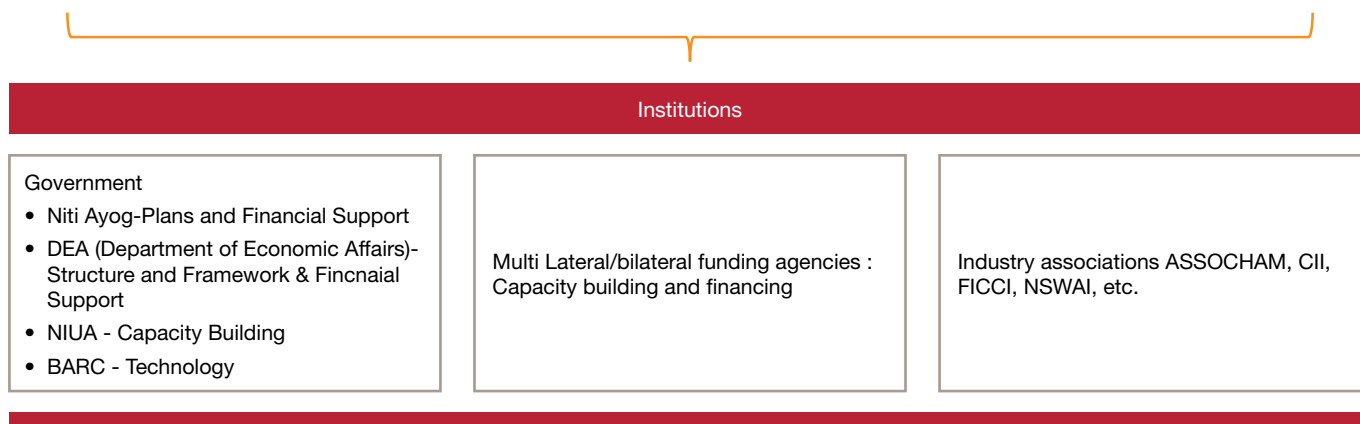 Institutions
Government
• Niti Ayog-Plans and Financial Support
• DEA (Department of Economic Affairs)-
Structure and Framework & Fincnaial
Support
• NIUA - Capacity Building
• BARC - Technology
Multi Lateral/bilateral funding agencies :
Capacity building and financing
Industry associations ASSOCHAM, CII,
FICCI, NSWAI, etc.